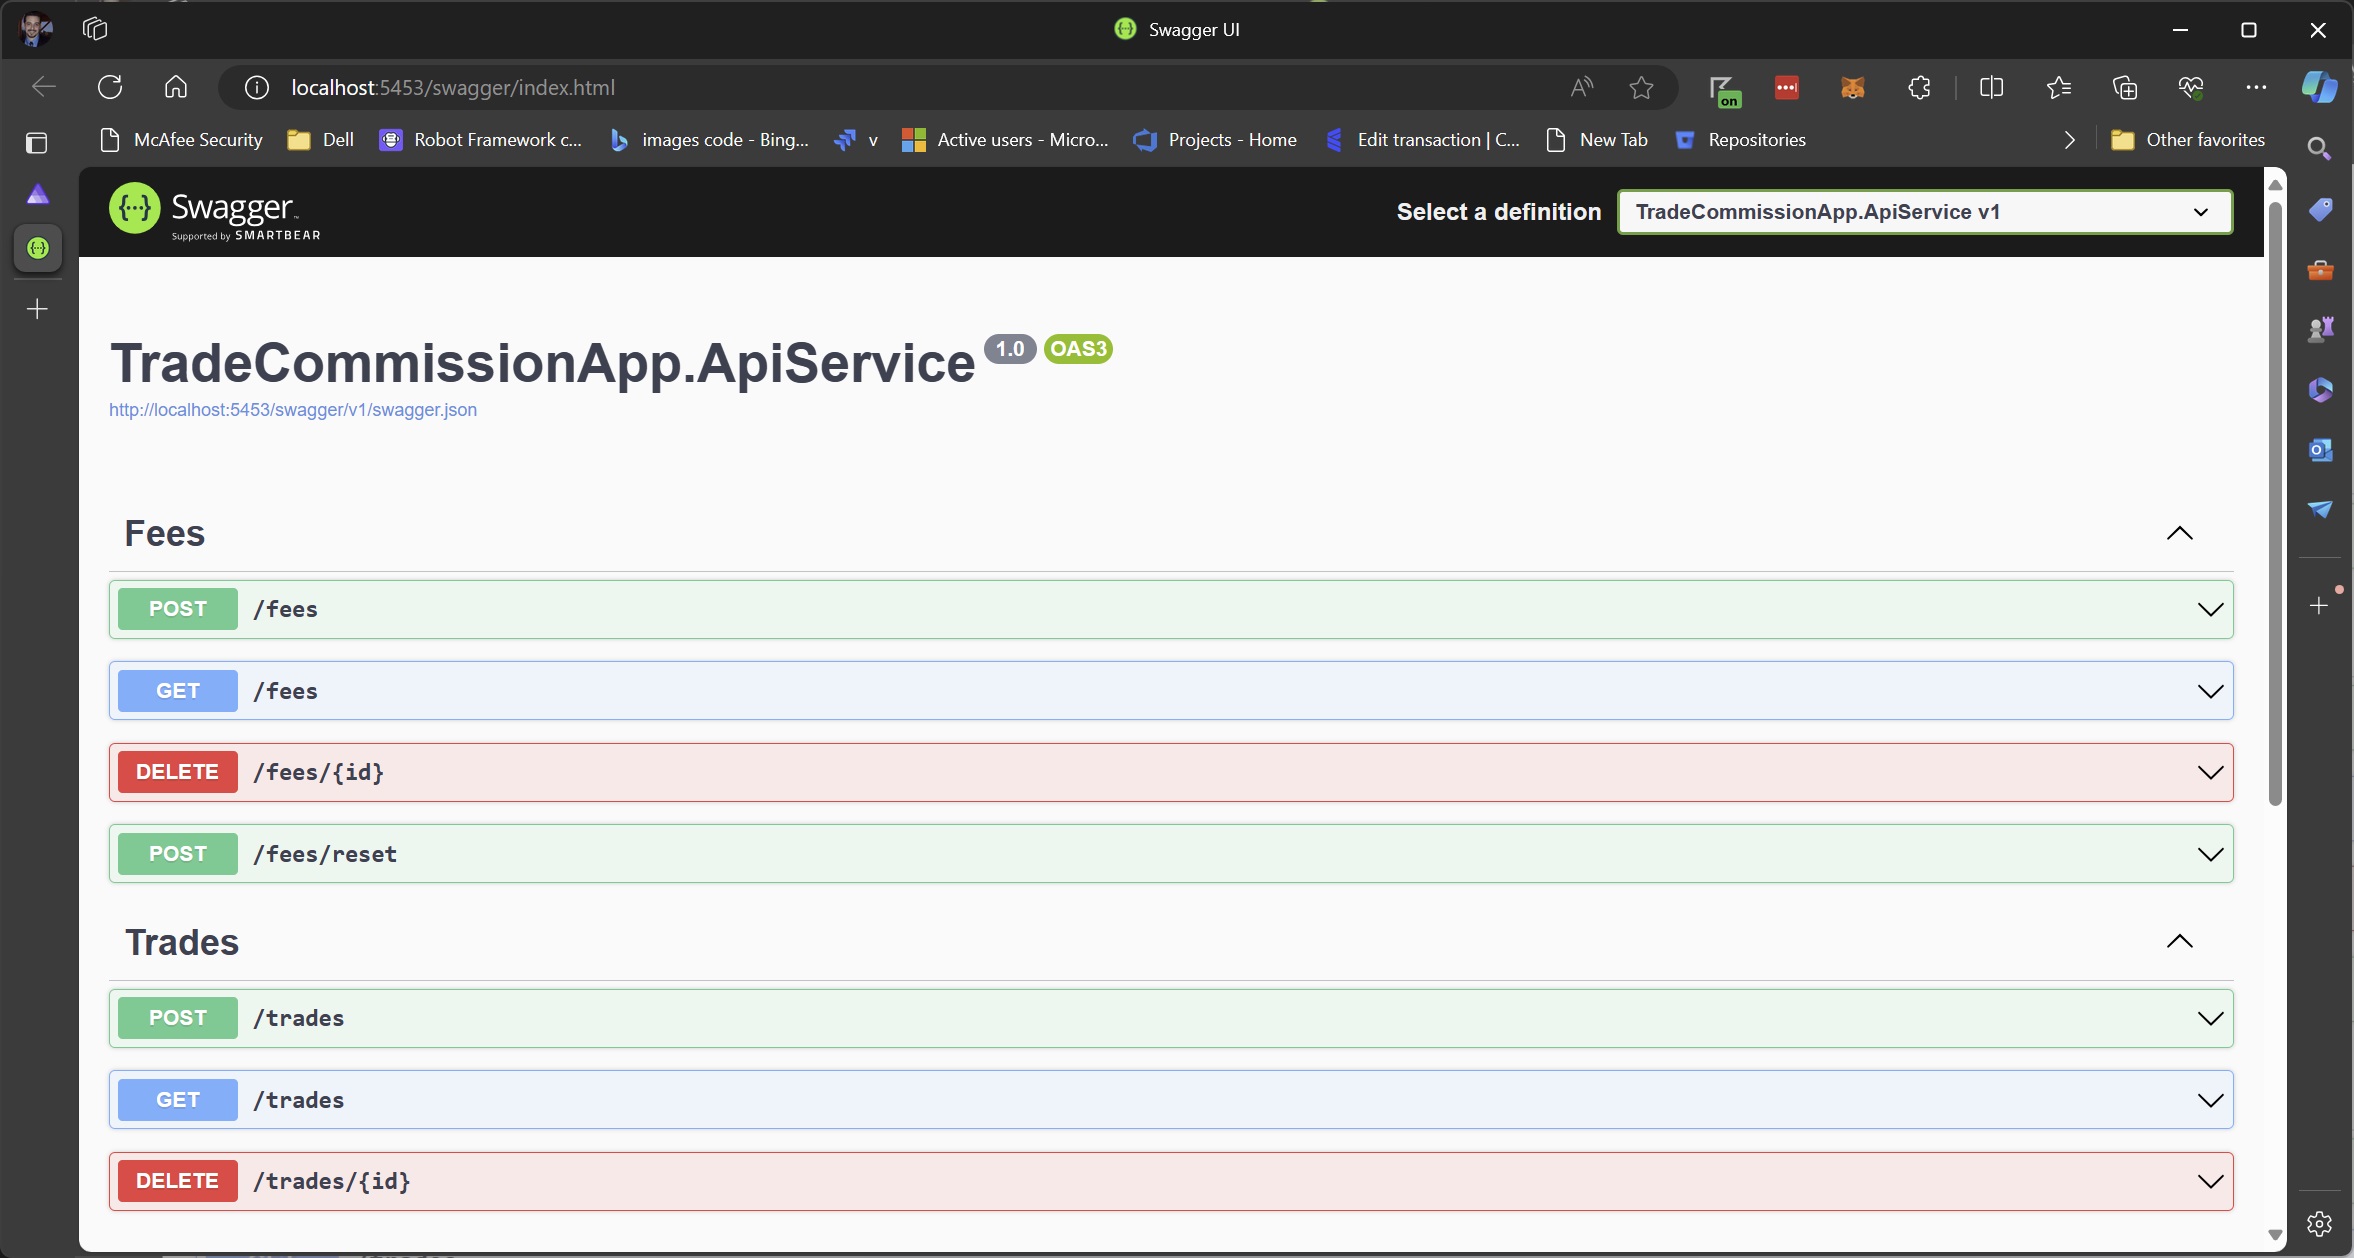 Swagger UI
localhost:5453/swagger/index.html
on
McAfee Security
Dell
Robot Framework c...
images code - Bing...
v
Active users - Micro...
Projects - Home
Edit transaction | C...
New Tab
Repositories
Other favorites
Swagger
Supported by SMARTBEAR
Select a definition
TradeCommissionApp.ApiService v1
TradeCommissionApp.ApiService 1.0 OAS3
http://localhost:5453/swagger/v1/swagger.json
Fees
POST /fees
GET /fees
DELETE /fees/{id}
POST /fees/reset
Trades
POST /trades
GET /trades
DELETE /trades/{id}